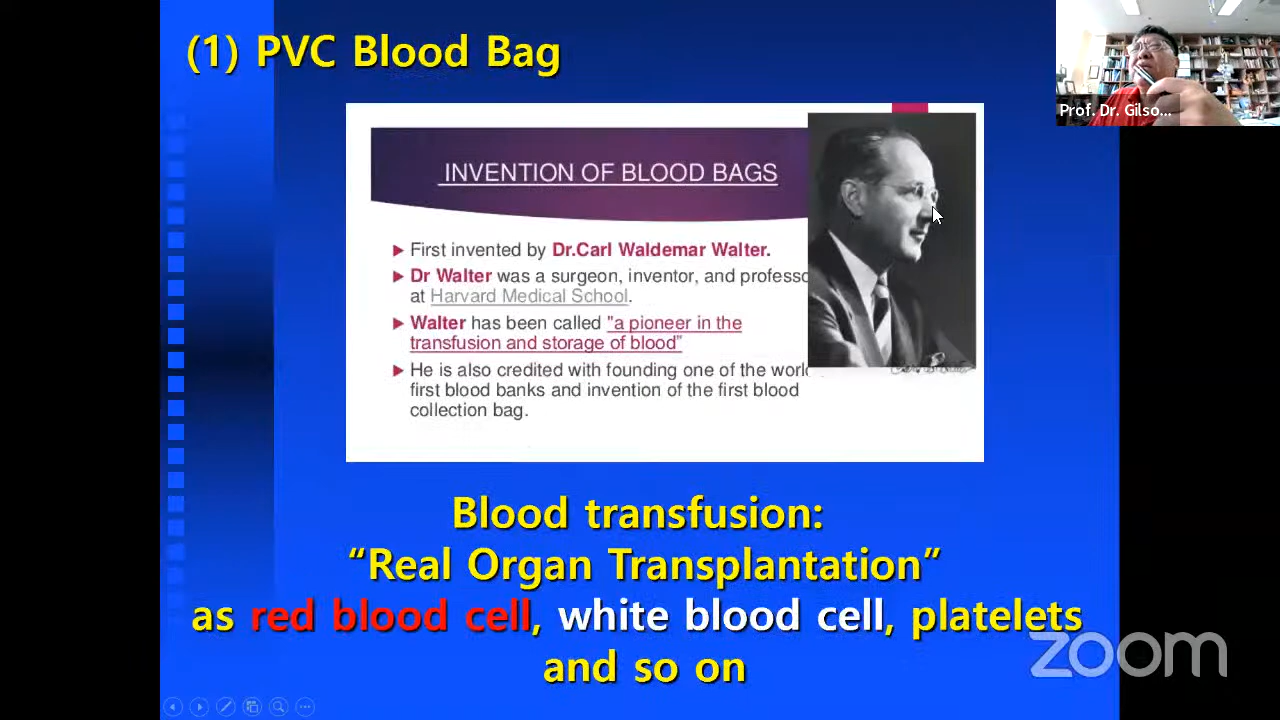 (1) PVC Blood Bag
Prof. Dr. Gilso...
INVENTION OF BLOOD BAGS
First invented by Dr.Carl Waldemar Walter.
Dr Walter was a surgeon, inventor, and professo
at Harvard Medical School.
Walter has been called "a pioneer in the
transfusion and storage of blood"
He is also credited with founding one of the worl
first blood banks and invention of the first blood
collection bag.
Blood transfusion:
“Real Organ Transplantation”
as red blood cell, white blood cell, platelets
and so on
zoom